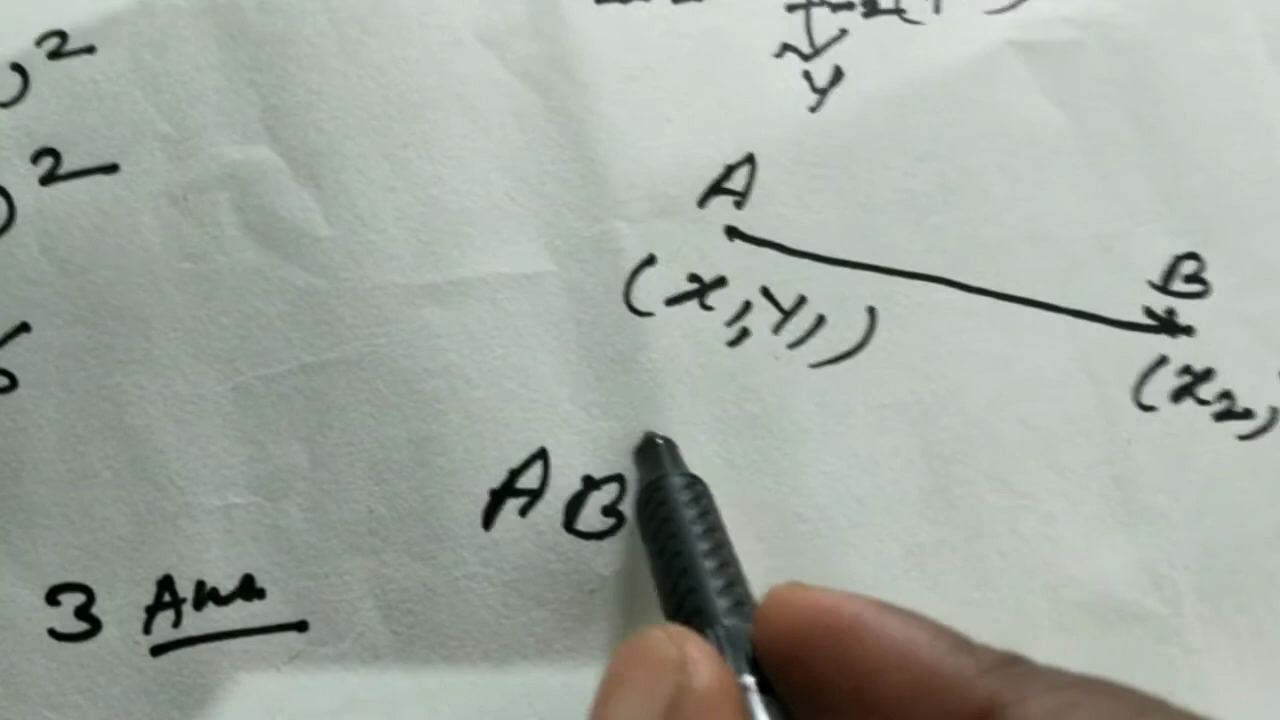 )²
)²
Y
A
B
(x₁, y₁)
(x₂,
AB
3 Ans